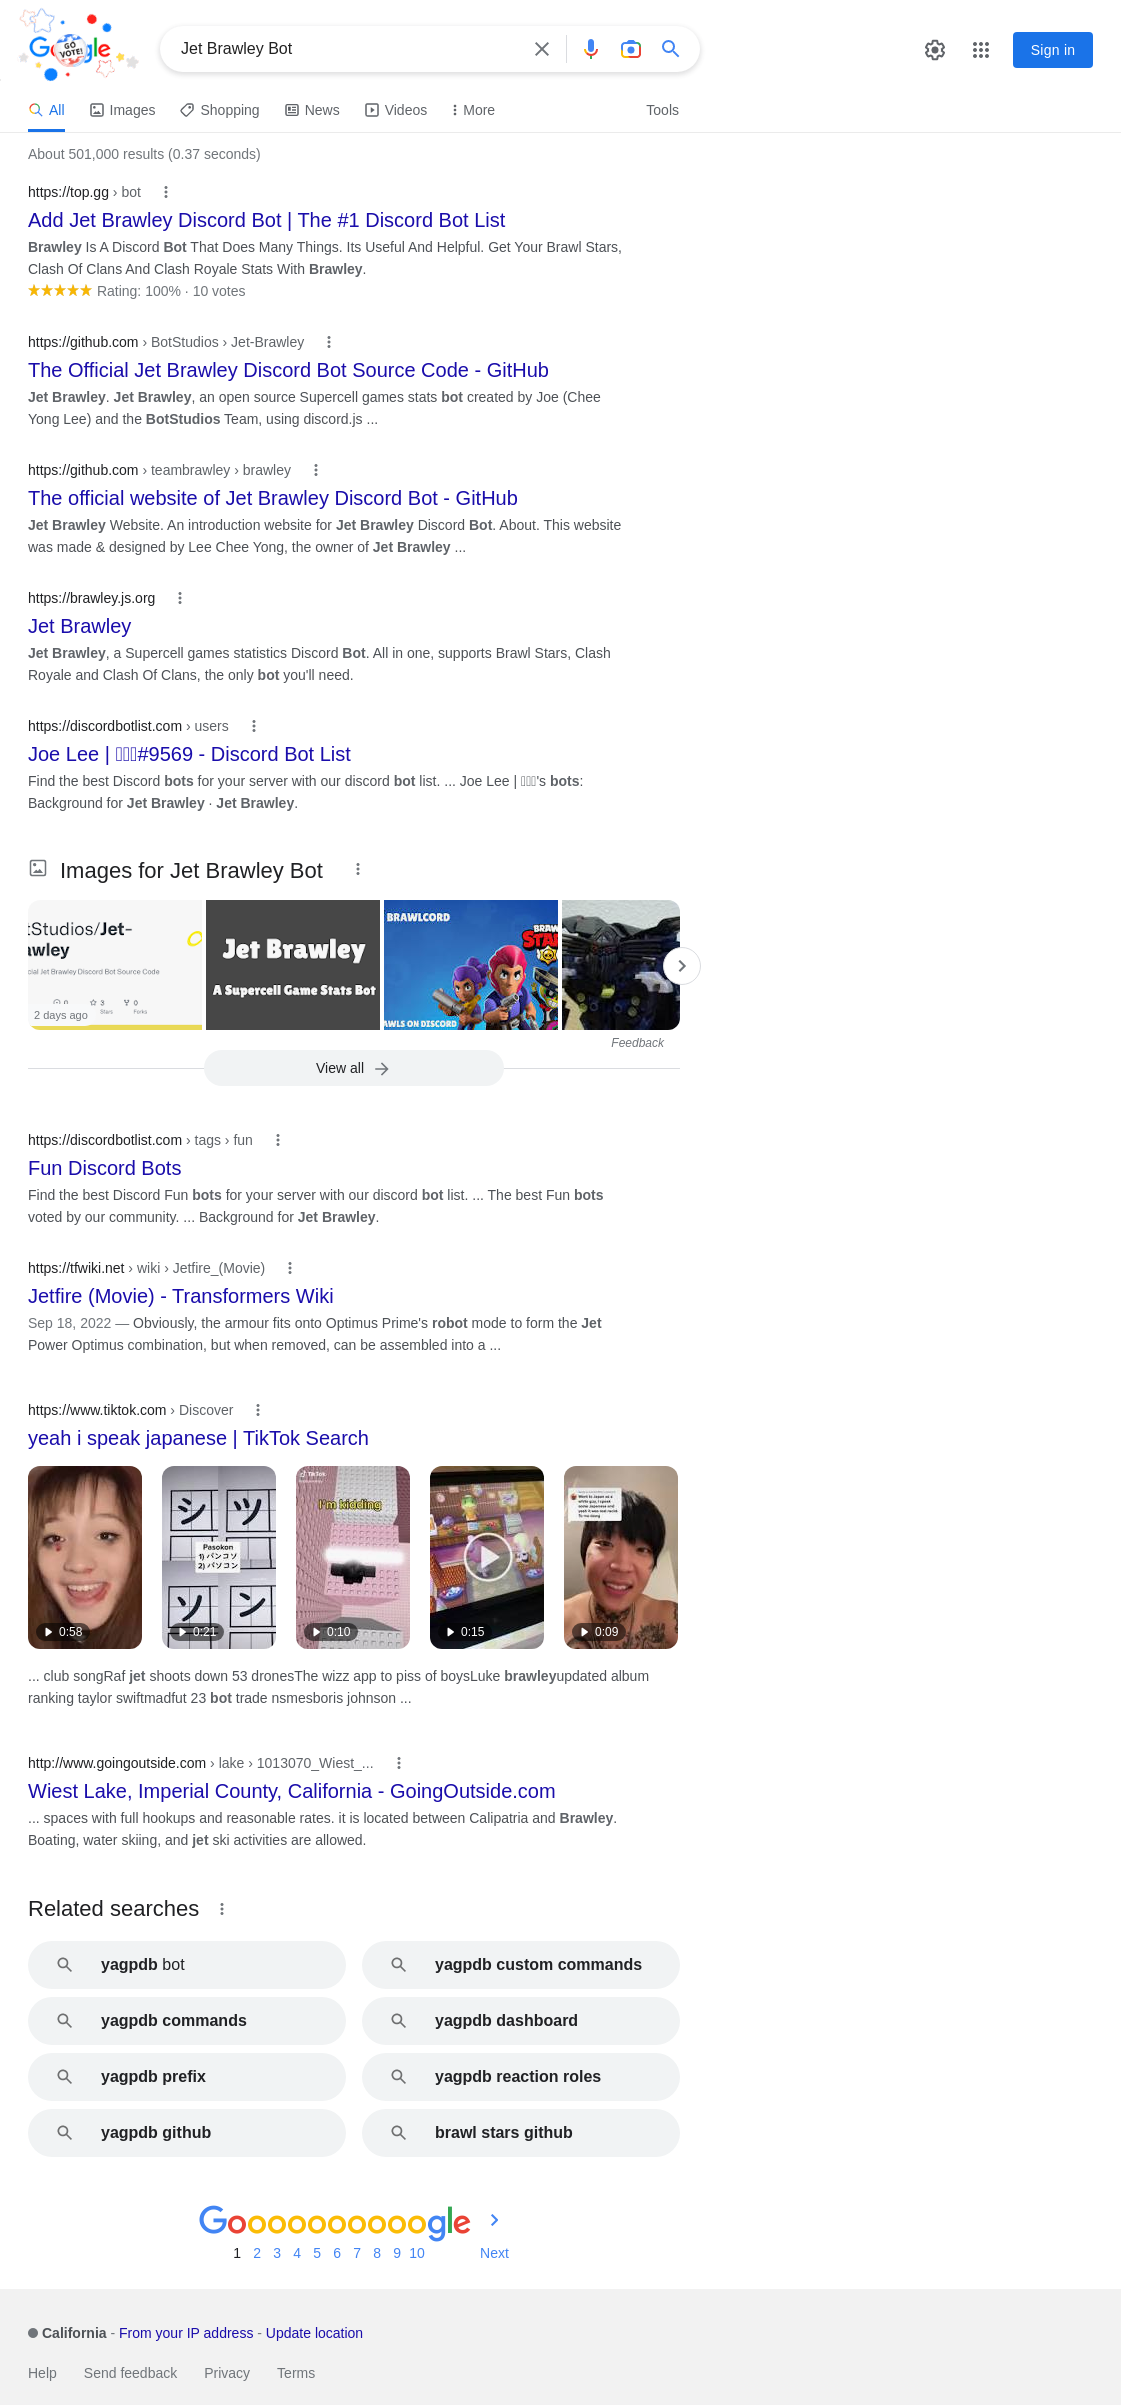 GO VOTE!
Jet Brawley Bot
Sign in
All
Images
Shopping
News
Videos
More
Tools
About 501,000 results (0.37 seconds)
https://top.gg › bot
Add Jet Brawley Discord Bot | The #1 Discord Bot List
Brawley Is A Discord Bot That Does Many Things. Its Useful And Helpful. Get Your Brawl Stars,
Clash Of Clans And Clash Royale Stats With Brawley.
Rating: 100% · 10 votes
https://github.com › BotStudios › Jet-Brawley
The Official Jet Brawley Discord Bot Source Code - GitHub
Jet Brawley. Jet Brawley, an open source Supercell games stats bot created by Joe (Chee
Yong Lee) and the BotStudios Team, using discord.js ...
https://github.com › teambrawley › brawley
The official website of Jet Brawley Discord Bot - GitHub
Jet Brawley Website. An introduction website for Jet Brawley Discord Bot. About. This website
was made & designed by Lee Chee Yong, the owner of Jet Brawley ...
https://brawley.js.org
Jet Brawley
Jet Brawley, a Supercell games statistics Discord Bot. All in one, supports Brawl Stars, Clash
Royale and Clash Of Clans, the only bot you'll need.
https://discordbotlist.com › users
Joe Lee | #9569 - Discord Bot List
Find the best Discord bots for your server with our discord bot list. ... Joe Lee | 's bots:
Background for Jet Brawley · Jet Brawley.
Images for Jet Brawley Bot
tStudios/Jet-
awley
cial Jet Brawley Discord Bot Source Code
0
3
0
Stars
Forks
2 days ago
Jet Brawley
A Supercell Game Stats Bot
BRAWLCORD
BRAW
STA
AWLS ON DISCORD
Feedback
View all
https://discordbotlist.com › tags › fun
Fun Discord Bots
Find the best Discord Fun bots for your server with our discord bot list. ... The best Fun bots
voted by our community. ... Background for Jet Brawley.
https://tfwiki.net › wiki › Jetfire_(Movie)
Jetfire (Movie) - Transformers Wiki
Sep 18, 2022 — Obviously, the armour fits onto Optimus Prime's robot mode to form the Jet
Power Optimus combination, but when removed, can be assembled into a ...
https://www.tiktok.com › Discover
yeah i speak japanese | TikTok Search
0:58
シ ツ
Pasokon
1) パンコソ
2) パソコン
ソ ン
0:21
TikTok
I'm kidding
0:10
0:15
0:09
... club songRaf jet shoots down 53 dronesThe wizz app to piss of boysLuke brawleyupdated album
ranking taylor swiftmadfut 23 bot trade nsmesboris johnson ...
http://www.goingoutside.com › lake › 1013070_Wiest_...
Wiest Lake, Imperial County, California - GoingOutside.com
... spaces with full hookups and reasonable rates. it is located between Calipatria and Brawley.
Boating, water skiing, and jet ski activities are allowed.
Related searches
yagpdb bot
yagpdb custom commands
yagpdb commands
yagpdb dashboard
yagpdb prefix
yagpdb reaction roles
yagpdb github
brawl stars github
Goooooooooogle
1 2 3 4 5 6 7 8 9 10 Next
California - From your IP address - Update location
Help
Send feedback
Privacy
Terms